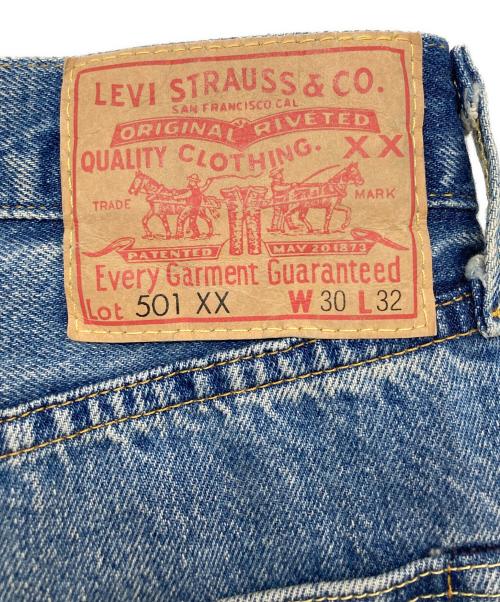 LEVI STRAUSS & CO.
SAN FRANCISCO CAL
ORIGINAL RIVETED
QUALITY CLOTHING. XX
TRADE MARK
PATENTED MAY 20 1873
Every Garment Guaranteed
Lot 501 XX W 30 L 32